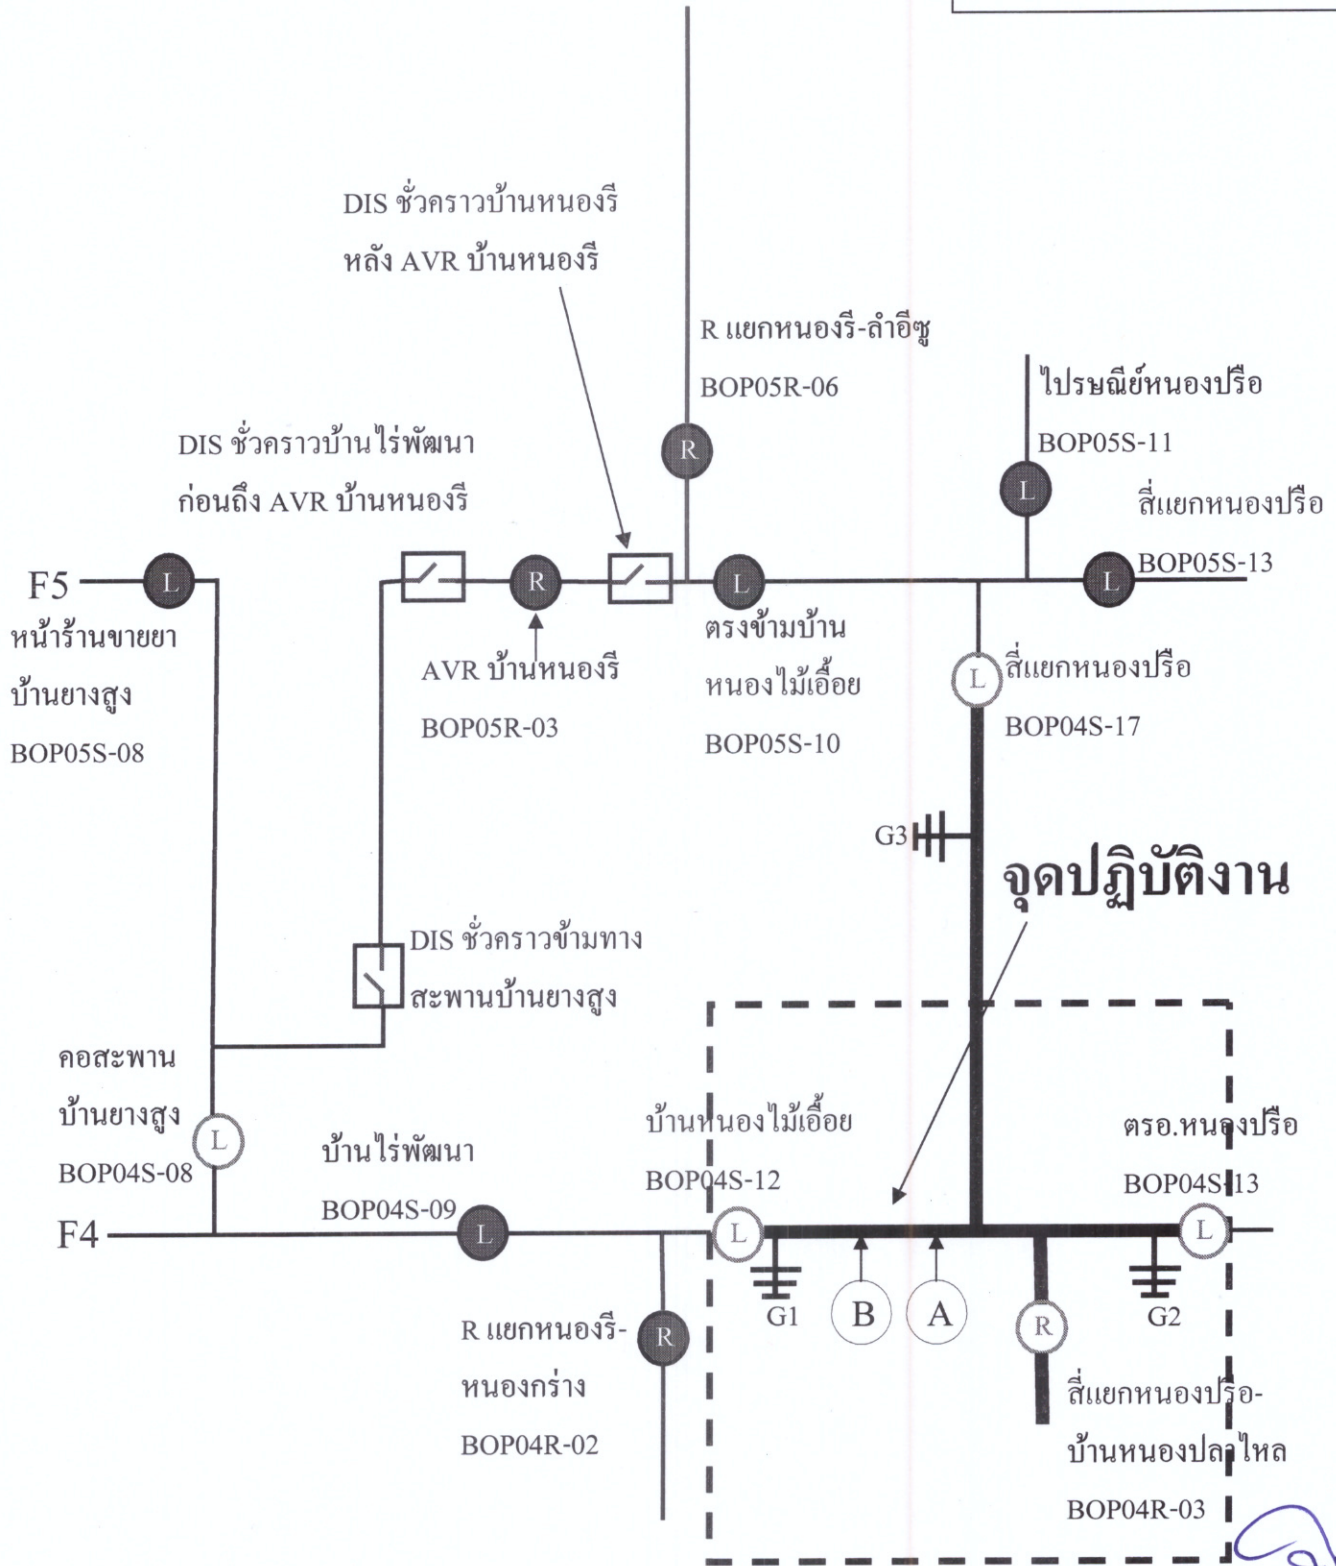 DIS ชั่วคราวบ้านหนองรี
หลัง AVR บ้านหนองรี
R แยกหนองรี-ลำอีซู
BOP05R-06
ไปรษณีย์หนองปรือ
BOP05S-11
DIS ชั่วคราวบ้านไร่พัฒนา
ก่อนถึง AVR บ้านหนองรี
R
L
สี่แยกหนองปรือ
BOP05S-13
F5
L
R
L
L
หน้าร้านขายยา
บ้านยางสูง
BOP05S-08
AVR บ้านหนองรี
BOP05R-03
ตรงข้ามบ้าน
หนองไม้เอื้อย
BOP05S-10
L
สี่แยกหนองปรือ
BOP04S-17
G3
จุดปฏิบัติงาน
DIS ชั่วคราวข้ามทาง
สะพานบ้านยางสูง
คอสะพาน
บ้านยางสูง
BOP04S-08
L
บ้านไร่พัฒนา
BOP04S-09
บ้านหนองไม้เอื้อย
BOP04S-12
ตรอ.หนองปรือ
BOP04S-13
F4
L
L
L
G1
B
A
R
G2
R แยกหนองรี-
หนองกร่าง
BOP04R-02
R
สี่แยกหนองปรือ-
บ้านหนองปลาไหล
BOP04R-03